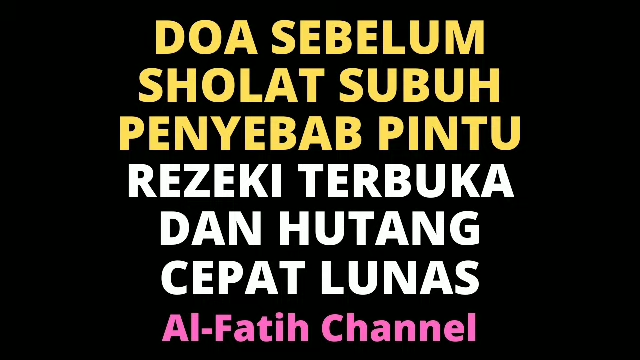 DOA SEBELUM
SHOLAT SUBUH
PENYEBAB PINTU
REZEKI TERBUKA
DAN HUTANG
CEPAT LUNAS
Al-Fatih Channel